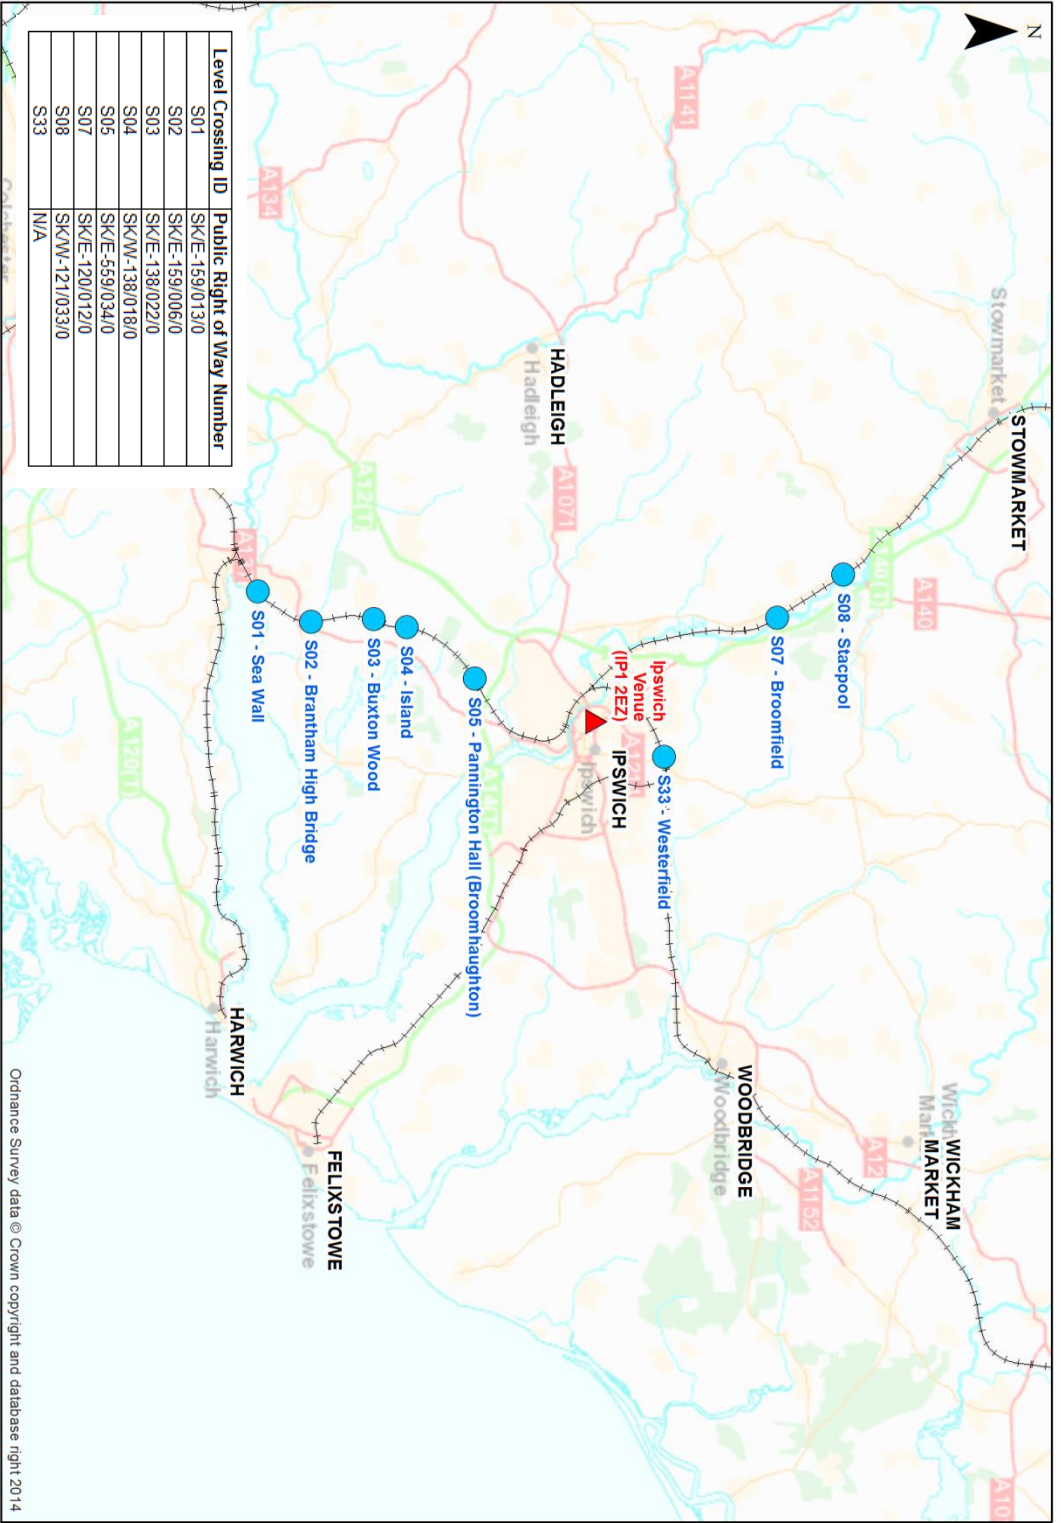 N
STOWMARKET
Stowmarket
A140
A140(T)
S08 - Stacpool
S07 - Broomfield
WICKHAM
MARKET
A12
A1152
A10
WOODBRIDGE
Woodbridge
A1141
HADLEIGH
Hadleigh
A1071
Ipswich
Venue
(IP1 2EZ)
S33 - Westerfield
IPSWICH
Ipswich
S05 - Pannington Hall (Broomhaughton)
S04 - Island
S03 - Buxton Wood
S02 - Brantham High Bridge
S01 - Sea Wall
A134
A12(T)
A120(T)
FELIXSTOWE
Felixstowe
HARWICH
Harwich
Level Crossing ID Public Right of Way Number
S01 SK/E-159/013/0
S02 SK/E-159/006/0
S03 SK/E-138/022/0
S04 SK/W-138/018/0
S05 SK/E-559/034/0
S07 SK/E-120/012/0
S08 SK/W-121/033/0
S33 N/A
Colchester
Ordnance Survey data © Crown copyright and database right 2014